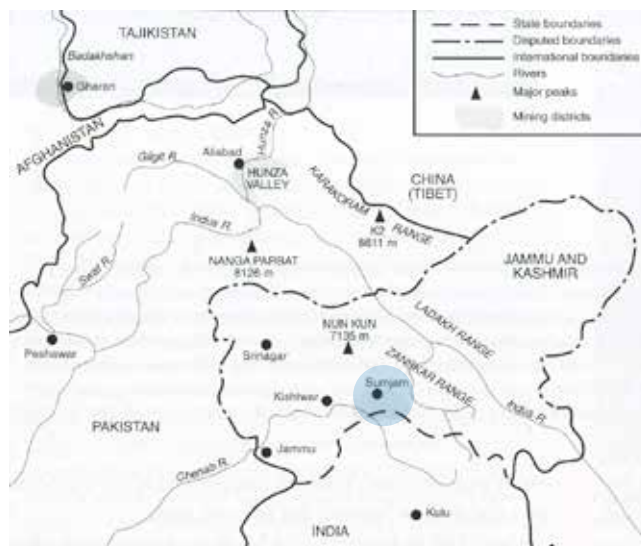 TAJIKISTAN
Badakhshan
Gharan
AFGHANISTAN
State boundaries
Disputed boundaries
International boundaries
Rivers
Major peaks
Mining districts
Gilgit R.
Aliabad
Hunza R.
HUNZA
VALLEY
KARAKORAM RANGE
CHINA
(TIBET)
K2
8611 m
Indus R.
NANGA PARBAT
8126 m
JAMMU AND
KASHMIR
Swat R.
Peshawar
NUN KUN
7135 m
LADAKH RANGE
Srinagar
ZANSKAR RANGE
Sumjam
Kishtwar
Indus R.
PAKISTAN
Jammu
Chenab R.
Kulu
INDIA